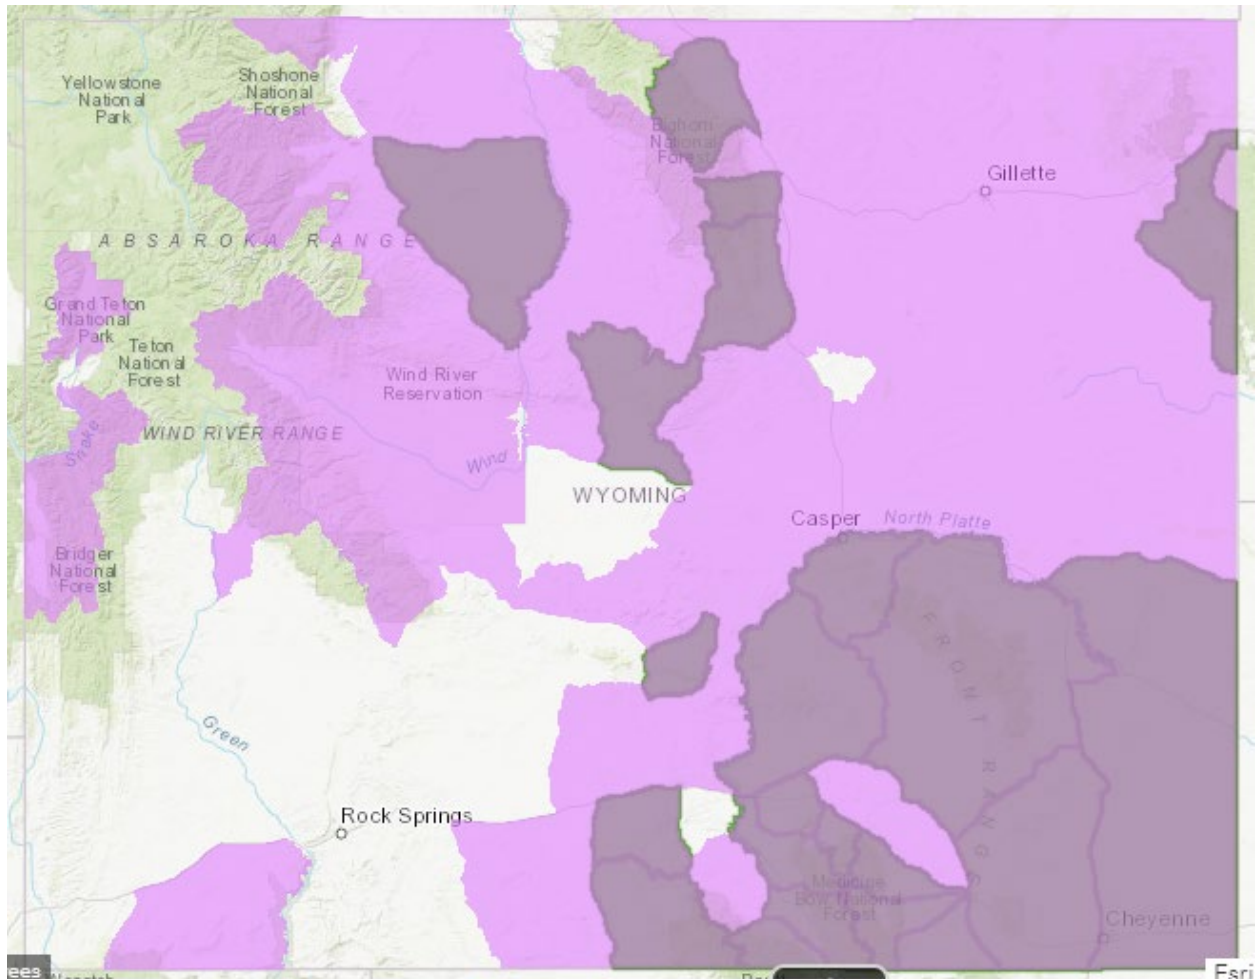 Yellowstone
National
Park
Shoshone
National
Forest
Bighorn
National
Forest
Gillette
ABSAROKA RANGE
Grand Teton
National
Park
Teton
National
Forest
Wind River
Reservation
WIND RIVER RANGE
Snake
Wind
WYOMING
Casper
North Platte
Bridger
National
Forest
FRONT RANGE
Green
Rock Springs
Medicine
Bow National
Forest
Cheyenne
ees
Esri